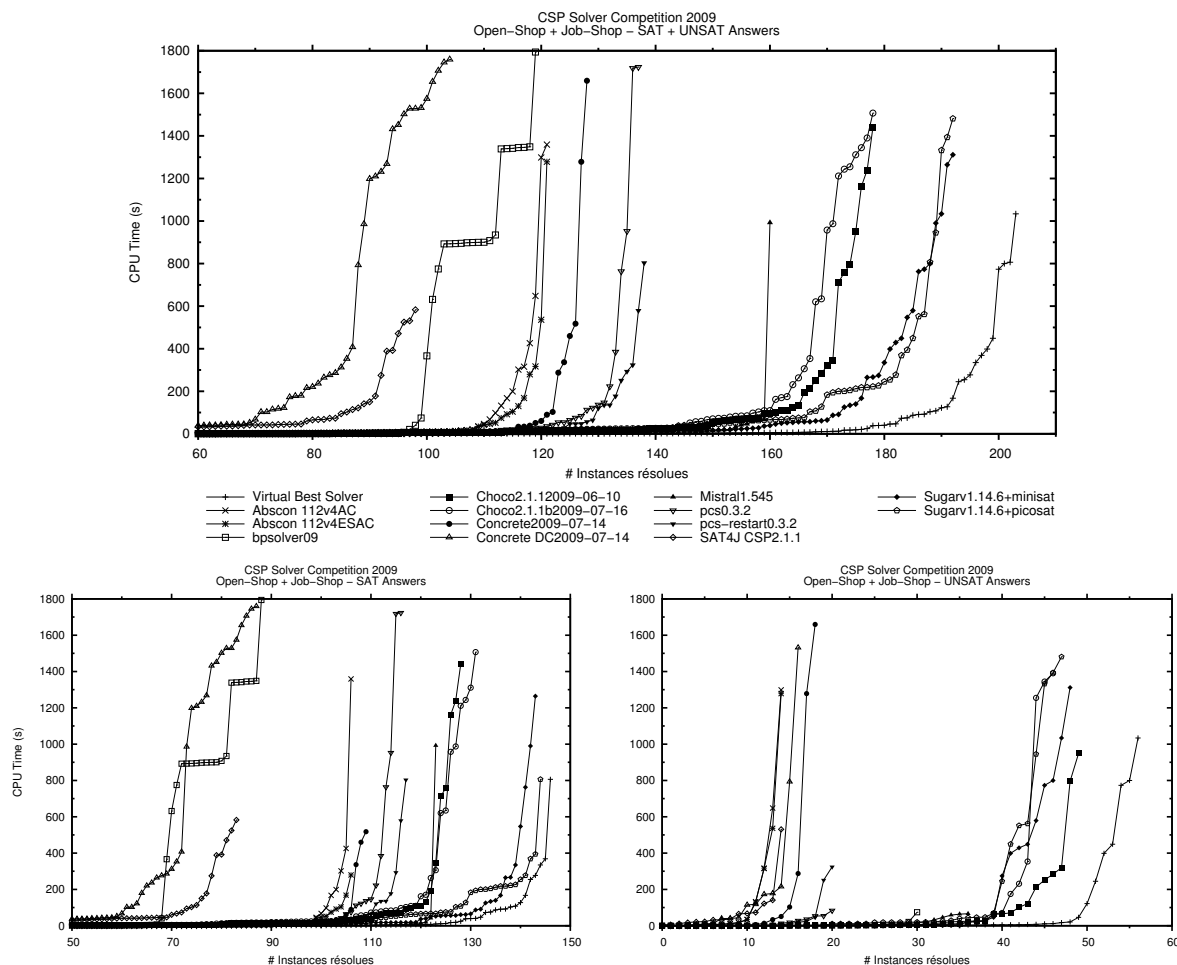 CSP Solver Competition 2009
Open−Shop + Job−Shop − SAT + UNSAT Answers
1800
1600
1400
1200
1000
800
600
400
200
0
CPU Time (s)
60 80 100 120 140 160 180 200
# Instances résolues
Virtual Best Solver
Abscon 112v4AC
Abscon 112v4ESAC
bpsolver09
Choco2.1.12009−06−10
Choco2.1.1b2009−07−16
Concrete2009−07−14
Concrete DC2009−07−14
Mistral1.545
pcs0.3.2
pcs−restart0.3.2
SAT4J CSP2.1.1
Sugarv1.14.6+minisat
Sugarv1.14.6+picosat
CSP Solver Competition 2009
Open−Shop + Job−Shop − SAT Answers
1800
1600
1400
1200
1000
800
600
400
200
0
CPU Time (s)
50 70 90 110 130 150
# Instances résolues
CSP Solver Competition 2009
Open−Shop + Job−Shop − UNSAT Answers
1800
1600
1400
1200
1000
800
600
400
200
0
0 10 20 30 40 50 60
# Instances résolues